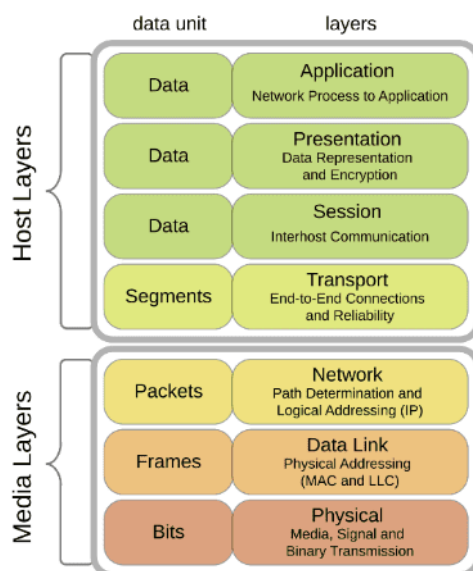 data unit
layers
Host Layers
Data
Application
Network Process to Application
Data
Presentation
Data Representation
and Encryption
Data
Session
Interhost Communication
Segments
Transport
End-to-End Connections
and Reliability
Media Layers
Packets
Network
Path Determination and
Logical Addressing (IP)
Frames
Data Link
Physical Addressing
(MAC and LLC)
Bits
Physical
Media, Signal and
Binary Transmission